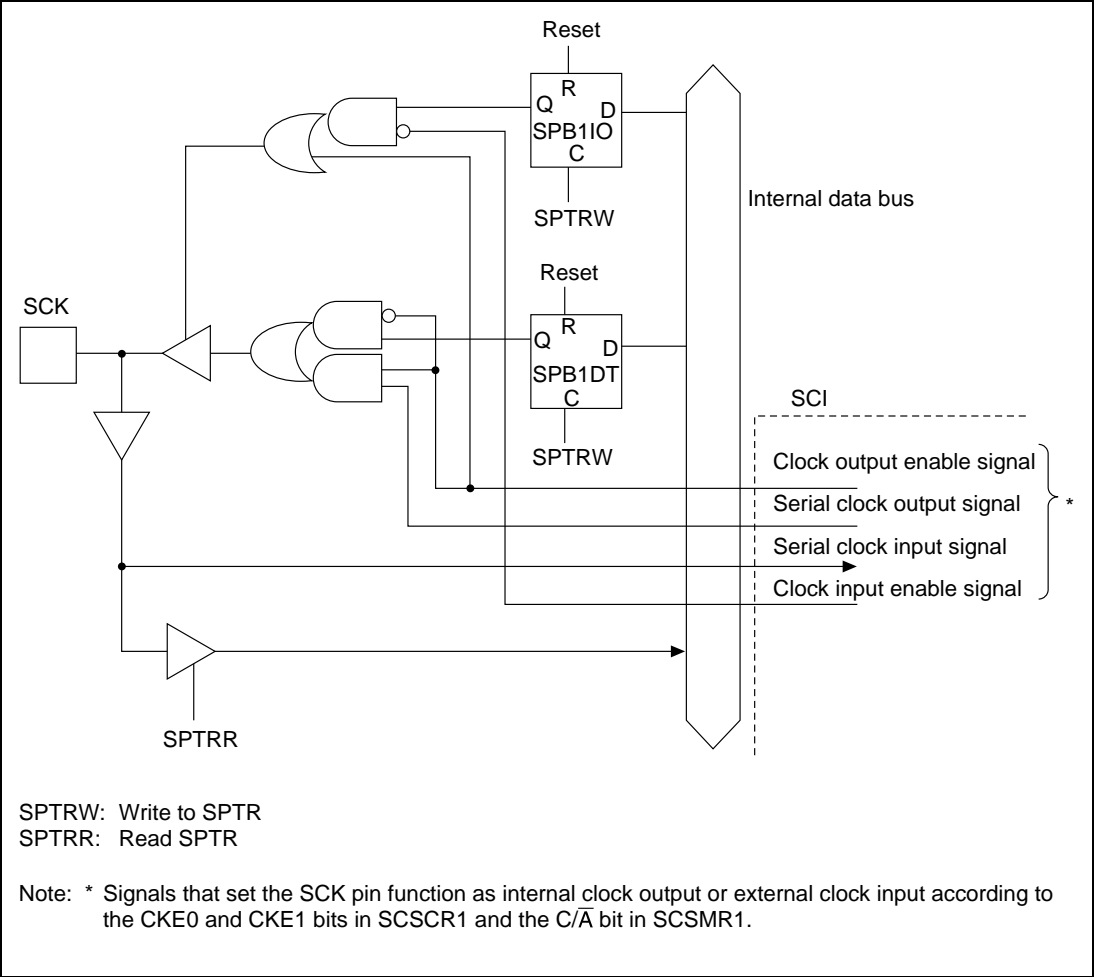 Reset
R
Q
D
SPB1IO
C
SPTRW
Internal data bus
Reset
SCK
R
Q
D
SPB1DT
C
SPTRW
SCI
Clock output enable signal
Serial clock output signal
*
Serial clock input signal
Clock input enable signal
SPTRR
SPTRW: Write to SPTR
SPTRR: Read SPTR
Note: * Signals that set the SCK pin function as internal clock output or external clock input according to
the CKE0 and CKE1 bits in SCSCR1 and the C/A̅ bit in SCSMR1.